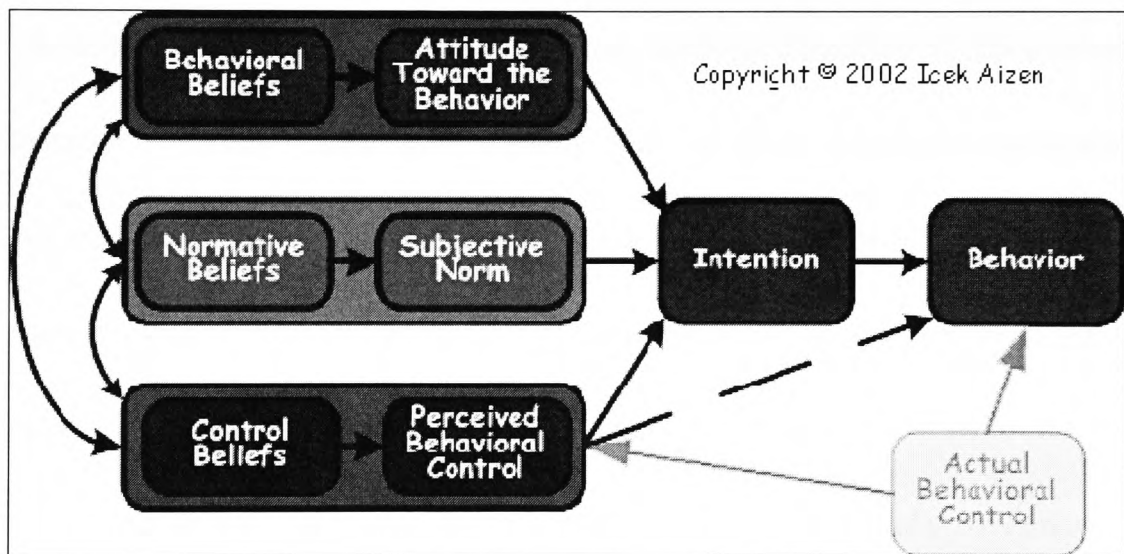 Behavioral
Beliefs
Attitude
Toward the
Behavior
Copyright © 2002 Icek Aizen
Normative
Beliefs
Subjective
Norm
Intention
Behavior
Control
Beliefs
Perceived
Behavioral
Control
Actual
Behavioral
Control